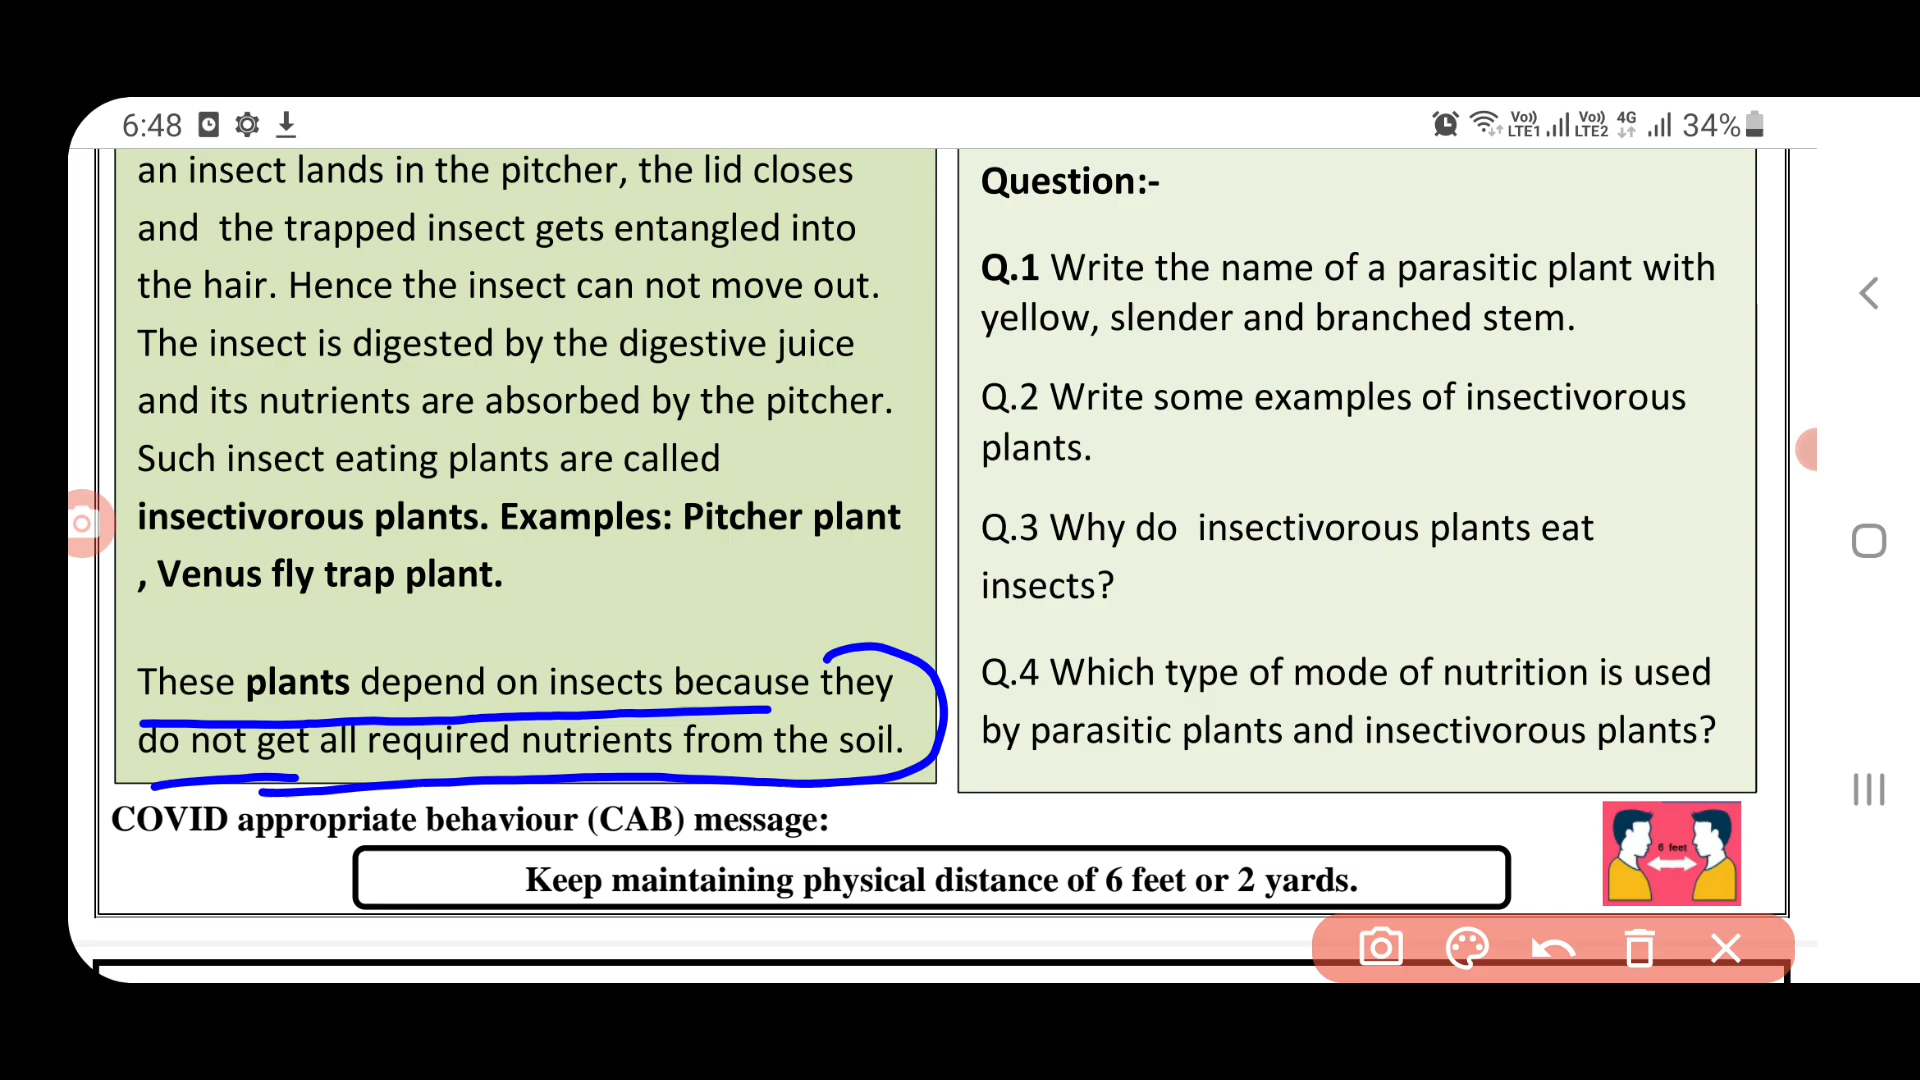 6:48
Vo)) LTE1 Vo)) LTE2 4G 34%
an insect lands in the pitcher, the lid closes
and the trapped insect gets entangled into
the hair. Hence the insect can not move out.
The insect is digested by the digestive juice
and its nutrients are absorbed by the pitcher.
Such insect eating plants are called
insectivorous plants. Examples: Pitcher plant
, Venus fly trap plant.
These plants depend on insects because they
do not get all required nutrients from the soil.
Question:-
Q.1 Write the name of a parasitic plant with
yellow, slender and branched stem.
Q.2 Write some examples of insectivorous
plants.
Q.3 Why do insectivorous plants eat
insects?
Q.4 Which type of mode of nutrition is used
by parasitic plants and insectivorous plants?
COVID appropriate behaviour (CAB) message:
Keep maintaining physical distance of 6 feet or 2 yards.
6 feet